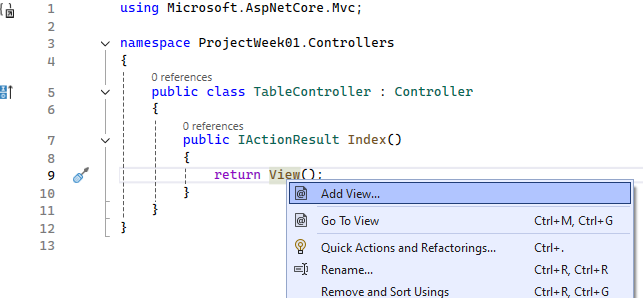 1 using Microsoft.AspNetCore.Mvc;
2
3 namespace ProjectWeek01.Controllers
4 {
0 references
5 public class TableController : Controller
6 {
0 references
7 public IActionResult Index()
8 {
9 return View();
10 }
11 }
12 }
13
Add View...
Go To View Ctrl+M, Ctrl+G
Quick Actions and Refactorings... Ctrl+.
Rename... Ctrl+R, Ctrl+R
Remove and Sort Usings Ctrl+R, Ctrl+G